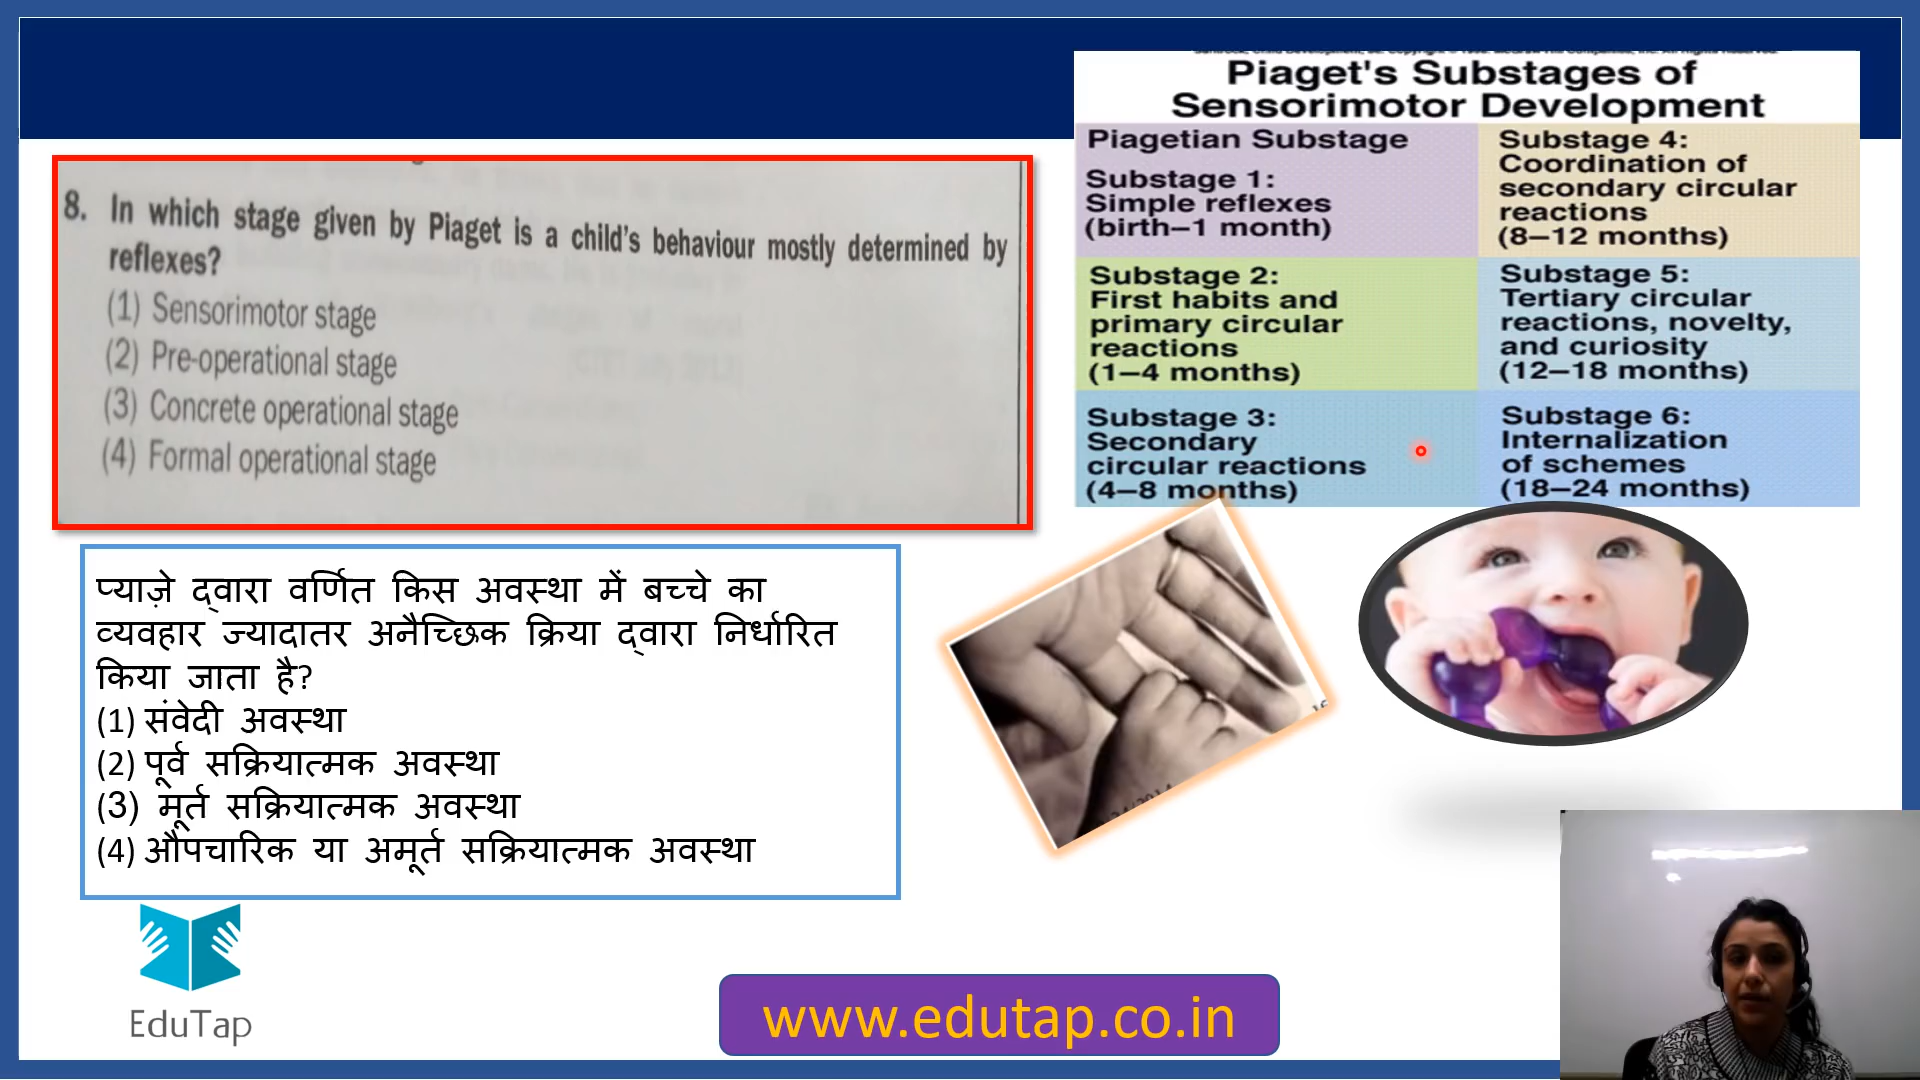 8. In which stage given by Piaget is a child's behaviour mostly determined by
reflexes?
(1) Sensorimotor stage
(2) Pre-operational stage
(3) Concrete operational stage
(4) Formal operational stage
प्याज़े द्वारा वर्णित किस अवस्था में बच्चे का
व्यवहार ज्यादातर अनैच्छिक क्रिया द्वारा निर्धारित
किया जाता है?
(1) संवेदी अवस्था
(2) पूर्व सक्रियात्मक अवस्था
(3) मूर्त सक्रियात्मक अवस्था
(4) औपचारिक या अमूर्त सक्रियात्मक अवस्था
Piaget's Substages of
Sensorimotor Development
Piagetian Substage
Substage 1:
Simple reflexes
(birth–1 month)
Substage 2:
First habits and
primary circular
reactions
(1–4 months)
Substage 3:
Secondary
circular reactions
(4–8 months)
Substage 4:
Coordination of
secondary circular
reactions
(8–12 months)
Substage 5:
Tertiary circular
reactions, novelty,
and curiosity
(12–18 months)
Substage 6:
Internalization
of schemes
(18–24 months)
EduTap
www.edutap.co.in